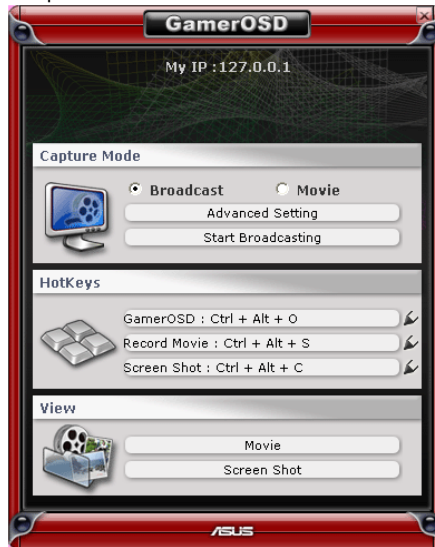 GamerOSD
My IP :127.0.0.1
Capture Mode
Broadcast Movie
Advanced Setting
Start Broadcasting
HotKeys
GamerOSD : Ctrl + Alt + O
Record Movie : Ctrl + Alt + S
Screen Shot : Ctrl + Alt + C
View
Movie
Screen Shot
ASUS